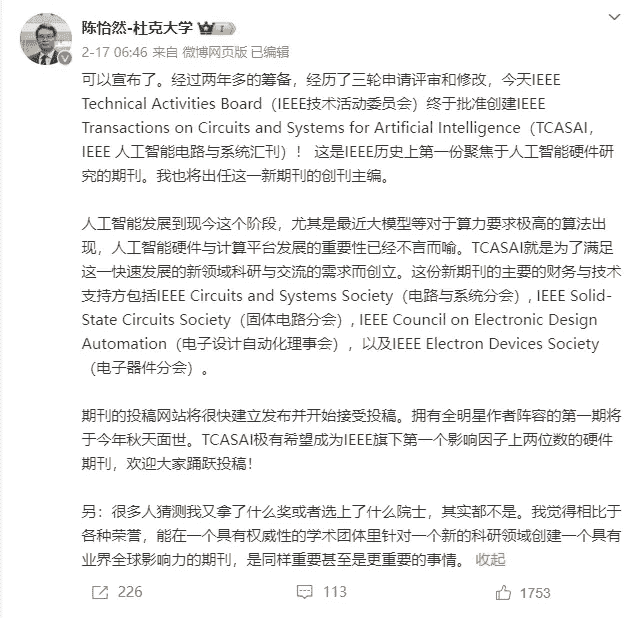 陈怡然-杜克大学
2-17 06:46 来自 微博网页版 已编辑
可以宣布了。经过两年多的筹备，经历了三轮申请评审和修改，今天IEEE
Technical Activities Board（IEEE技术活动委员会）终于批准创建IEEE
Transactions on Circuits and Systems for Artificial Intelligence（TCASAI，
IEEE 人工智能电路与系统汇刊）！ 这是IEEE历史上第一份聚焦于人工智能硬件研
究的期刊。我也将出任这一新期刊的创刊主编。
人工智能发展到现今这个阶段，尤其是最近大模型等对于算力要求极高的算法出
现，人工智能硬件与计算平台发展的重要性已经不言而喻。TCASAI就是为了满足
这一快速发展的新领域科研与交流的需求而创立。这份新期刊的主要的财务与技术
支持方包括IEEE Circuits and Systems Society（电路与系统分会）, IEEE Solid-
State Circuits Society（固体电路分会）, IEEE Council on Electronic Design
Automation（电子设计自动化理事会），以及IEEE Electron Devices Society
（电子器件分会）。
期刊的投稿网站将很快建立发布并开始接受投稿。拥有全明星作者阵容的第一期将
于今年秋天面世。TCASAI极有希望成为IEEE旗下第一个影响因子上两位数的硬件
期刊，欢迎大家踊跃投稿！
另：很多人猜测我又拿了什么奖或者选上了什么院士，其实都不是。我觉得相比于
各种荣誉，能在一个具有权威性的学术团体里针对一个新的科研领域创建一个具有
业界全球影响力的期刊，是同样重要甚至是更重要的事情。 收起
226 113 1753